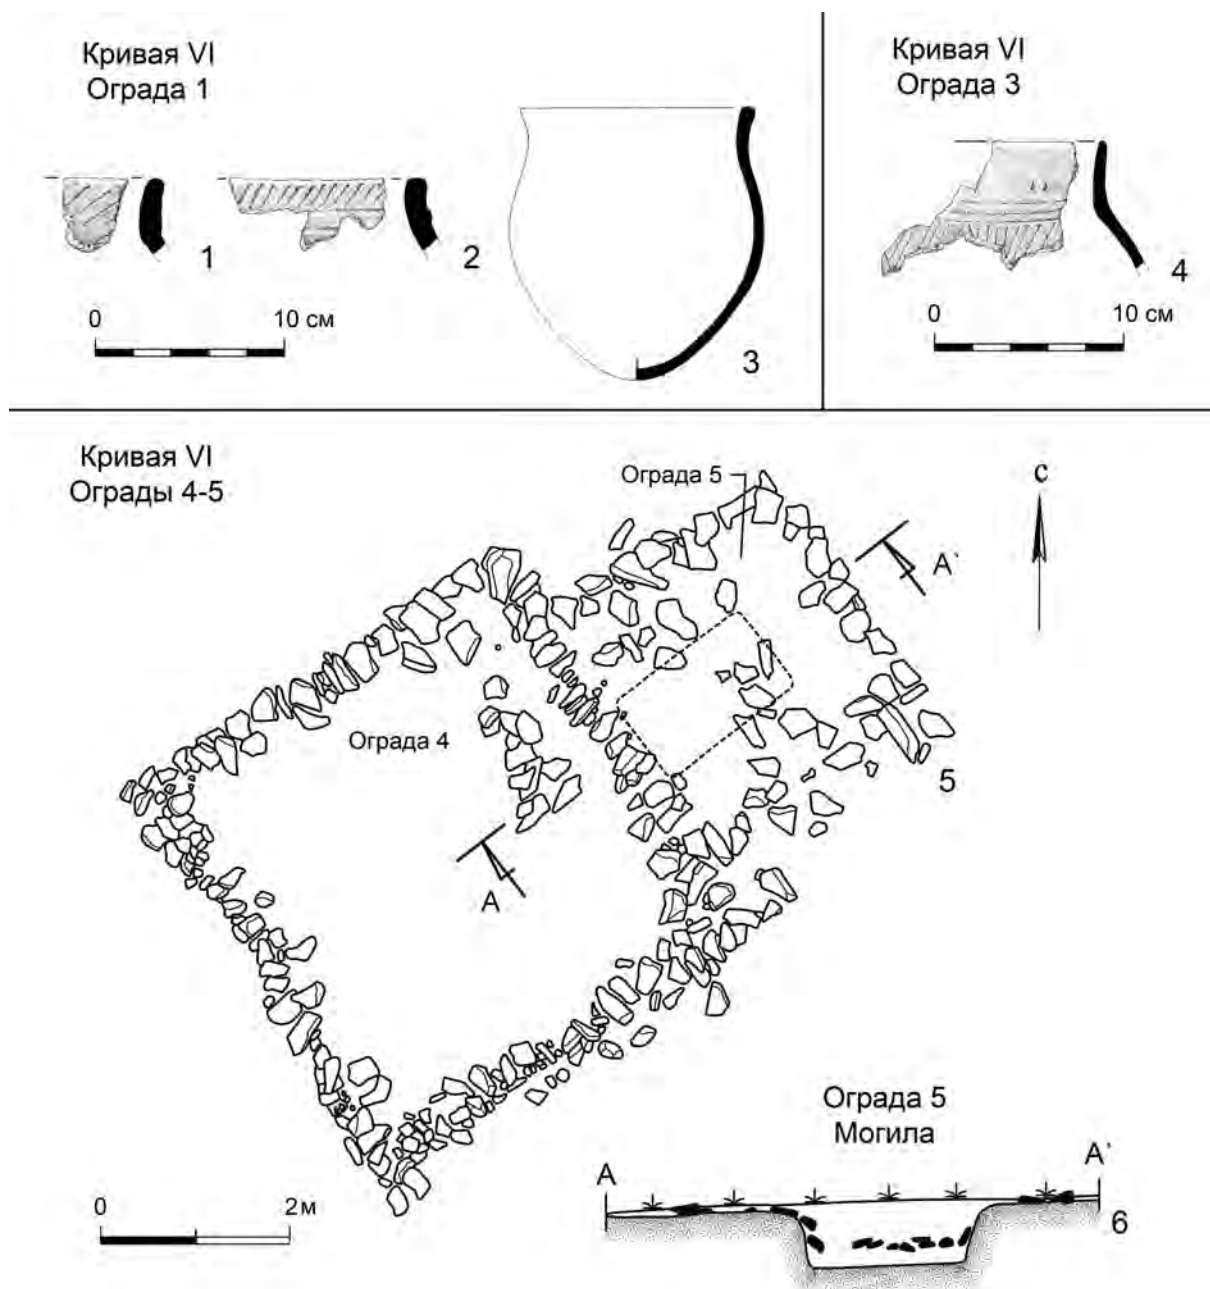 Кривая VI
Ограда 1
1
2
3
0 10 см
Кривая VI
Ограда 3
4
0 10 см
Кривая VI
Ограды 4-5
Ограда 5
с
А`
Ограда 4
5
А
0 2 м
Ограда 5
Могила
А А`
6